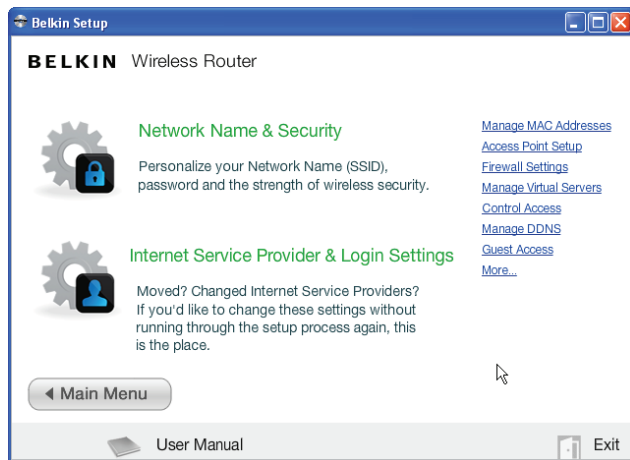 Belkin Setup
BELKIN Wireless Router
Network Name & Security
Personalize your Network Name (SSID),
password and the strength of wireless security.
Internet Service Provider & Login Settings
Moved? Changed Internet Service Providers?
If you'd like to change these settings without
running through the setup process again, this
is the place.
Manage MAC Addresses
Access Point Setup
Firewall Settings
Manage Virtual Servers
Control Access
Manage DDNS
Guest Access
More...
Main Menu
User Manual
Exit